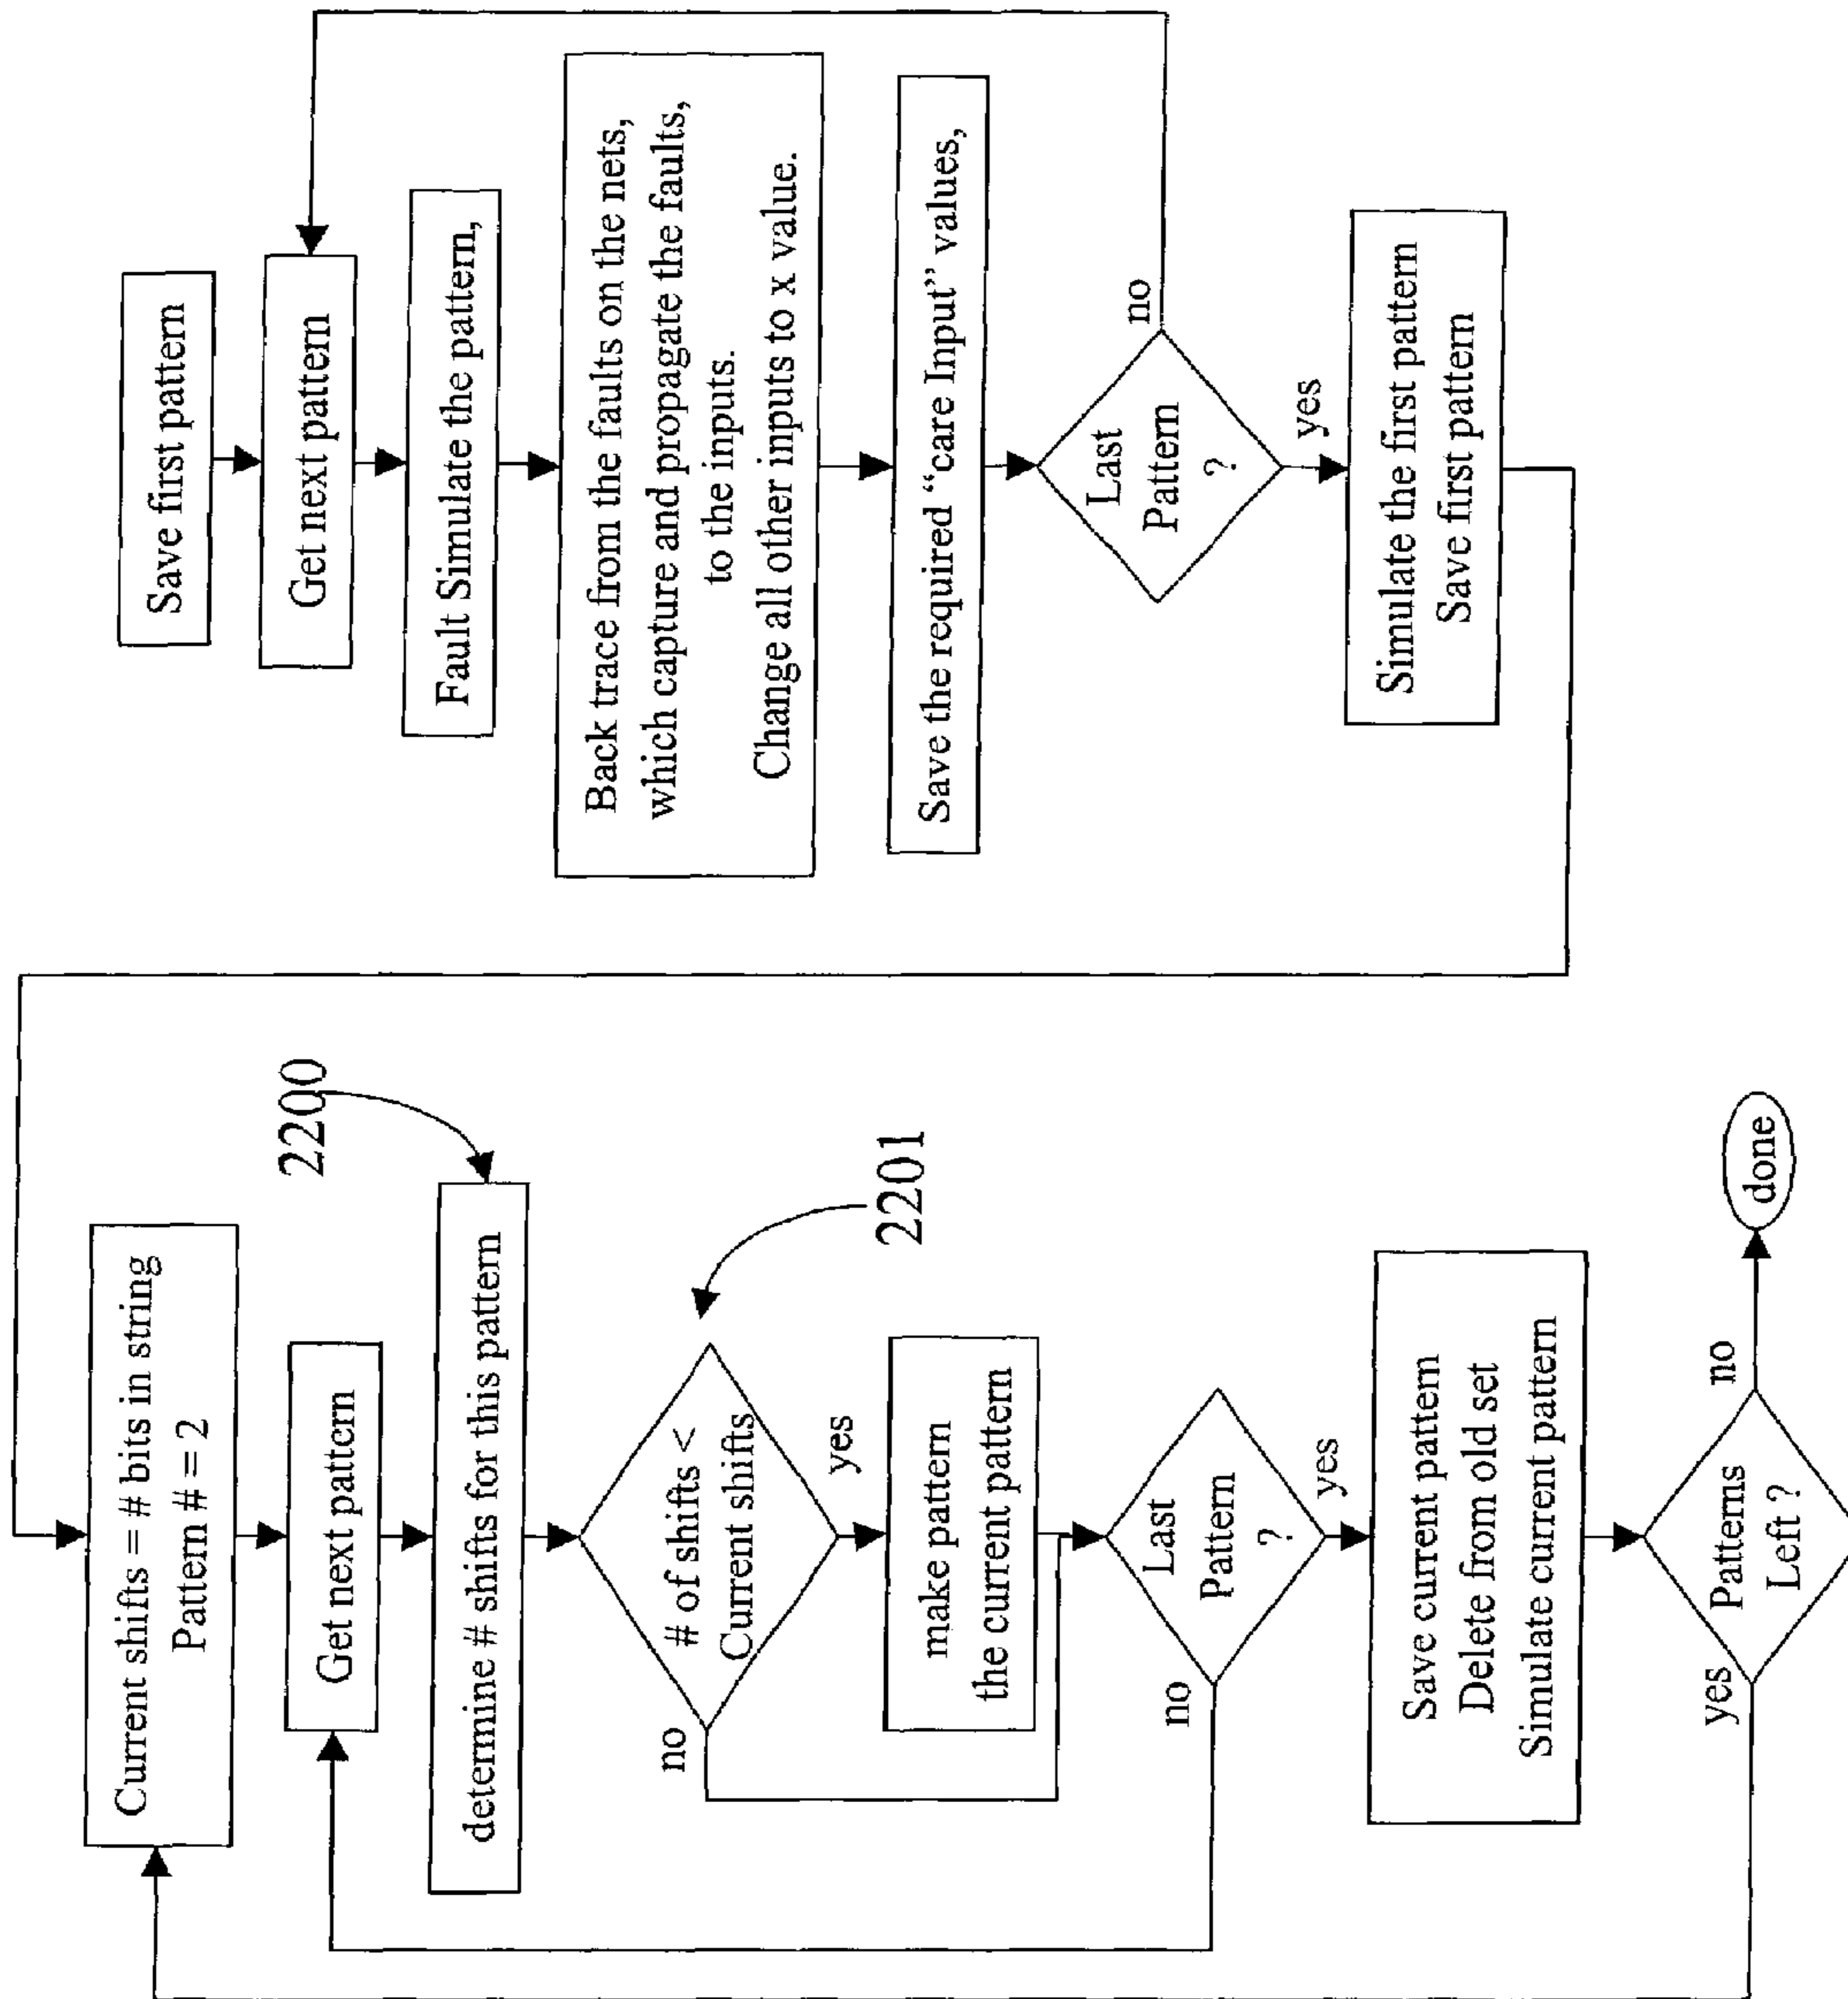 Save first pattern
Get next pattern
Fault Simulate the pattern,
Back trace from the faults on the nets,
which capture and propagate the faults,
to the inputs.
Change all other inputs to x value.
Save the required “care Input” values,
Last
Pattern
?
no
yes
Simulate the first pattern
Save first pattern
Current shifts = # bits in string
Pattern # = 2
Get next pattern
2200
determine # shifts for this pattern
# of shifts <
Current shifts
2201
no
yes
make pattern
the current pattern
Last
Pattern
?
no
yes
Save current pattern
Delete from old set
Simulate current pattern
Patterns
Left ?
yes
no
done